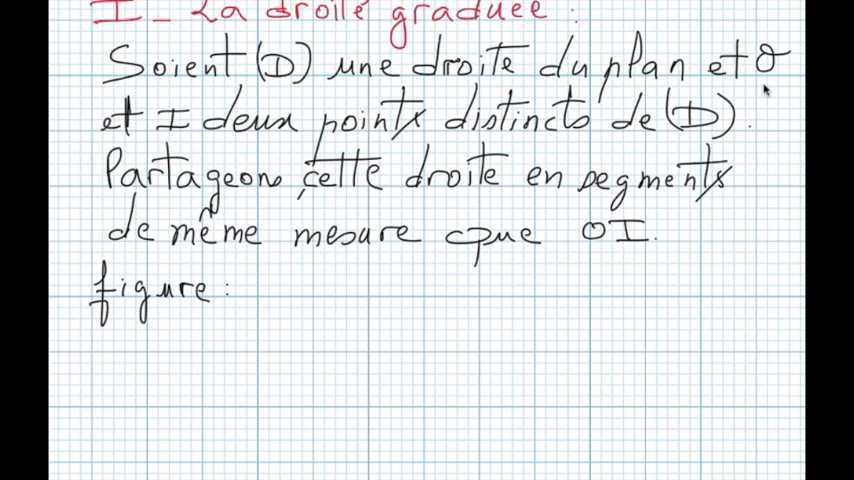 I - La droite graduée :
Soient (D) une droite du plan et O
et I deux points distincts de (D).
Partageons cette droite en segments
de même mesure que OI.
figure :